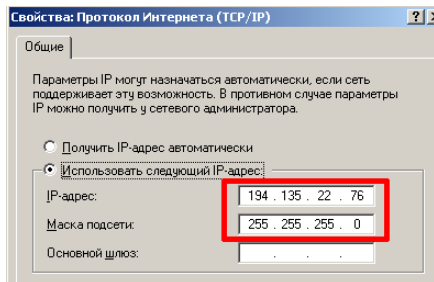 Свойства: Протокол Интернета (TCP/IP)
Общие
Параметры IP могут назначаться автоматически, если сеть
поддерживает эту возможность. В противном случае параметры
IP можно получить у сетевого администратора.
Получить IP-адрес автоматически
Использовать следующий IP-адрес:
IP-адрес: 194 . 135 . 22 . 76
Маска подсети: 255 . 255 . 255 . 0
Основной шлюз: . . .